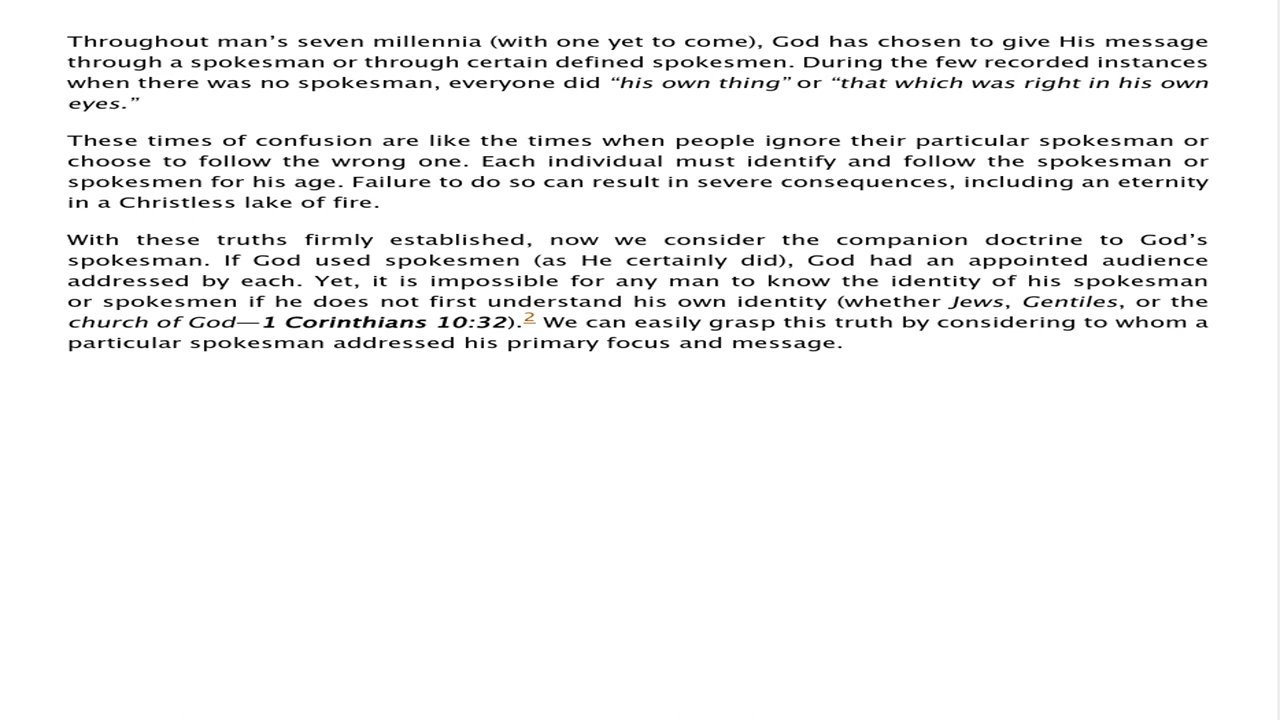 Throughout man’s seven millennia (with one yet to come), God has chosen to give His message
through a spokesman or through certain defined spokesmen. During the few recorded instances
when there was no spokesman, everyone did “his own thing” or “that which was right in his own
eyes.”
These times of confusion are like the times when people ignore their particular spokesman or
choose to follow the wrong one. Each individual must identify and follow the spokesman or
spokesmen for his age. Failure to do so can result in severe consequences, including an eternity
in a Christless lake of fire.
With these truths firmly established, now we consider the companion doctrine to God’s
spokesman. If God used spokesmen (as He certainly did), God had an appointed audience
addressed by each. Yet, it is impossible for any man to know the identity of his spokesman
or spokesmen if he does not first understand his own identity (whether Jews, Gentiles, or the
church of God—1 Corinthians 10:32).2 We can easily grasp this truth by considering to whom a
particular spokesman addressed his primary focus and message.